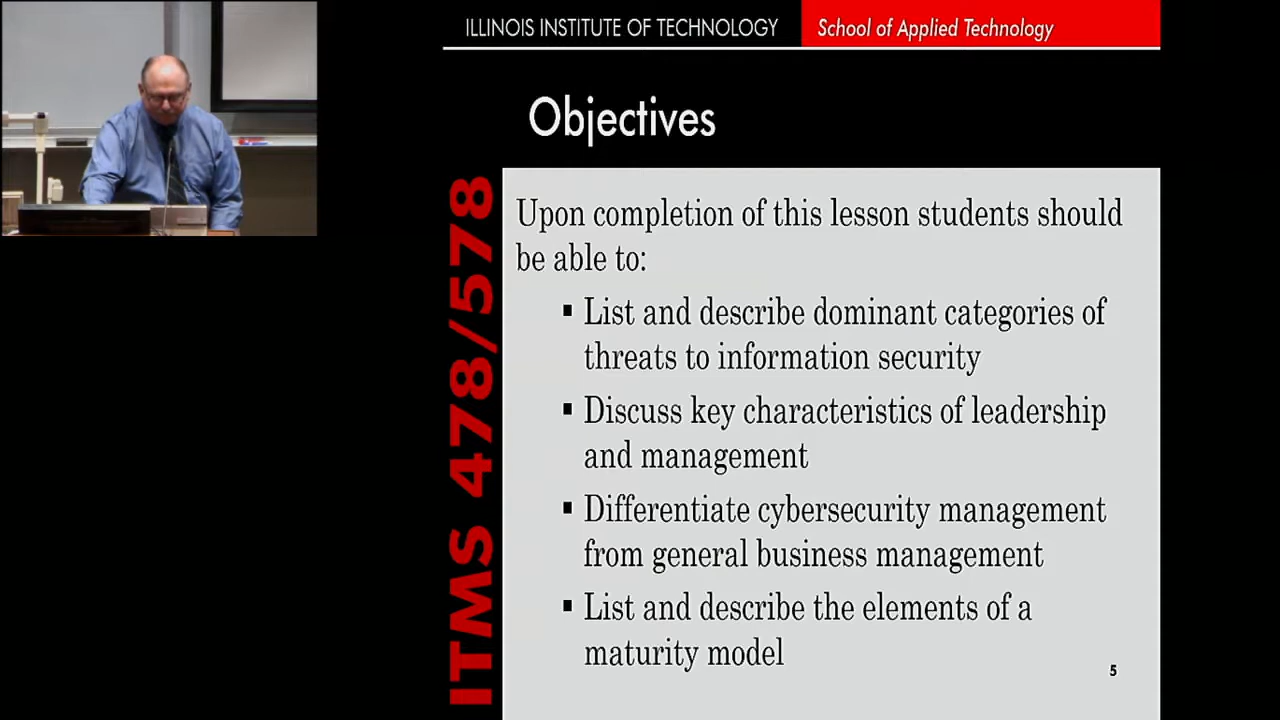 ILLINOIS INSTITUTE OF TECHNOLOGY
School of Applied Technology
Objectives
ITMS 478/578
Upon completion of this lesson students should
be able to:
▪ List and describe dominant categories of
threats to information security
▪ Discuss key characteristics of leadership
and management
▪ Differentiate cybersecurity management
from general business management
▪ List and describe the elements of a
maturity model
5